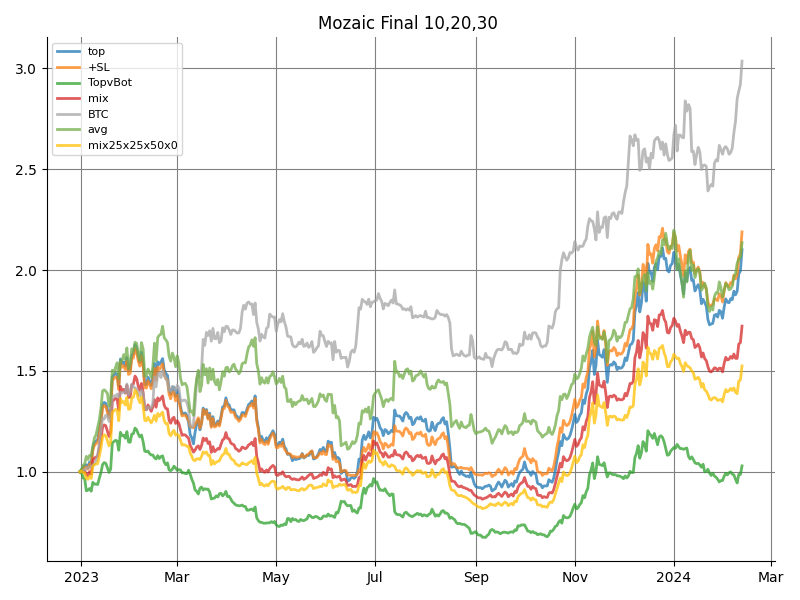 Mozaic Final 10,20,30
top
+SL
TopvBot
mix
BTC
avg
mix25x25x50x0
3.0
2.5
2.0
1.5
1.0
2023 Mar May Jul Sep Nov 2024 Mar